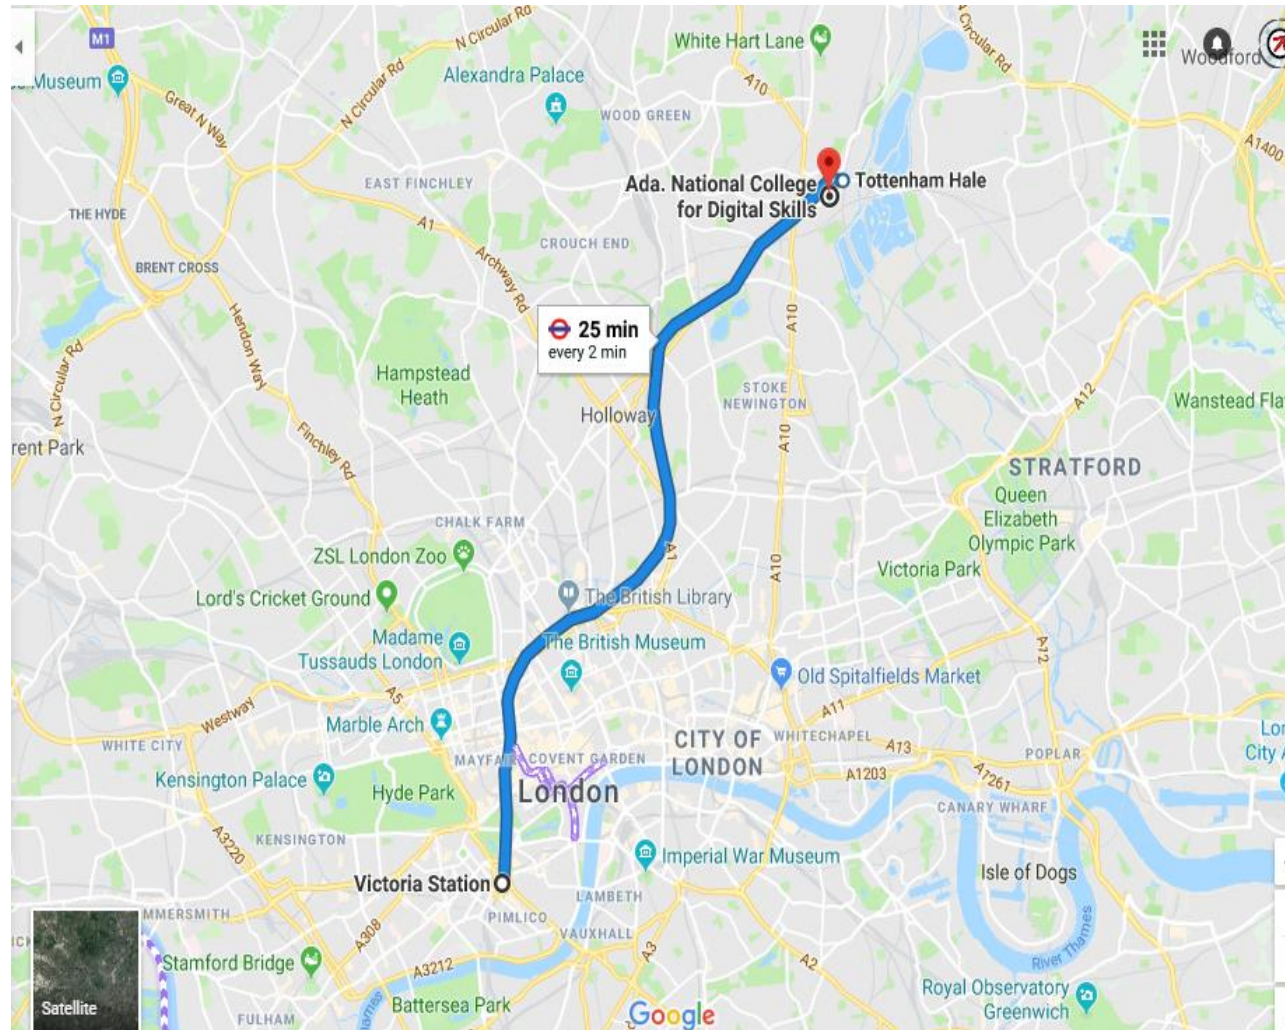 N Circular Rd
M1
White Hart Lane
N Circular Rd
Woodford
Museum
Alexandra Palace
A10
Great N Way
N Circular Rd
WOOD GREEN
A1400
EAST FINCHLEY
Ada. National College
for Digital Skills
Tottenham Hale
THE HYDE
A1
CROUCH END
Archway Rd
BRENT CROSS
25 min
every 2 min
A10
Hendon Way
N Circular Rd
Hampstead
Heath
STOKE
NEWINGTON
A12
Wanstead Fla
Holloway
rent Park
Finchley Rd
A10
STRATFORD
Queen
Elizabeth
Olympic Park
CHALK FARM
ZSL London Zoo
A1
A10
Victoria Park
Lord's Cricket Ground
The British Library
Madame
Tussauds London
The British Museum
A12
Old Spitalfields Market
A5
Westway
A11
Marble Arch
WHITE CITY
MAYFAIR
COVENT GARDEN
CITY OF
LONDON
WHITECHAPEL
A13
POPLAR
Lon
City A
Kensington Palace
Hyde Park
London
A1203
A1261
CANARY WHARF
A3220
KENSINGTON
Imperial War Museum
Isle of Dogs
Victoria Station
LAMBETH
PIMLICO
MMERSMITH
A308
VAUXHALL
A3
Stamford Bridge
A3212
A2
River Thames
Satellite
Battersea Park
Royal Observatory
Greenwich
FULHAM
Google